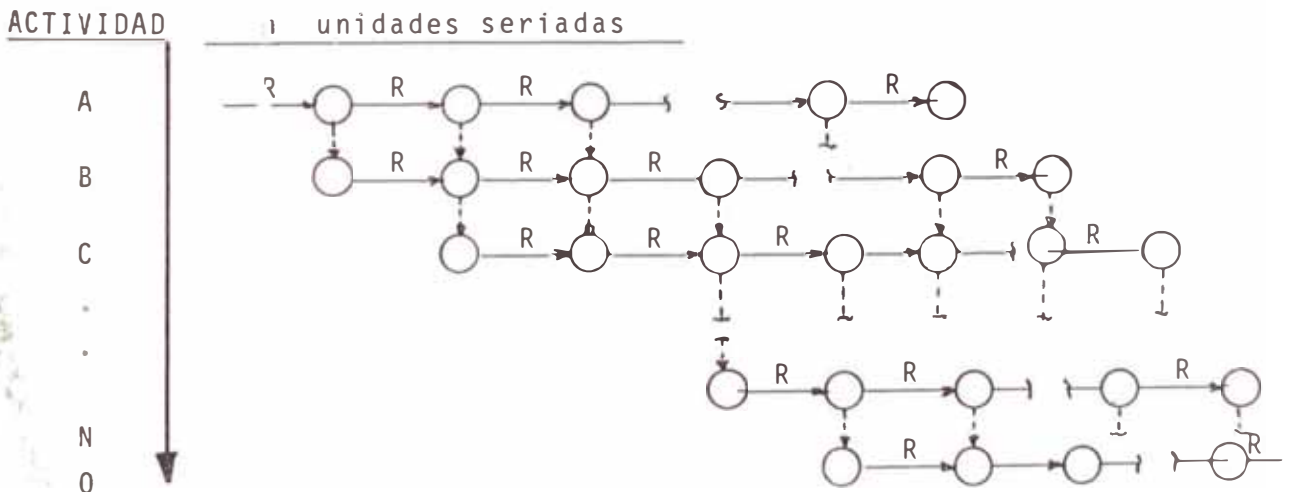 ACTIVIDAD unidades seriadas
A R R R R
B R R R R
C R R R R
.
.
R R R
N
O R R